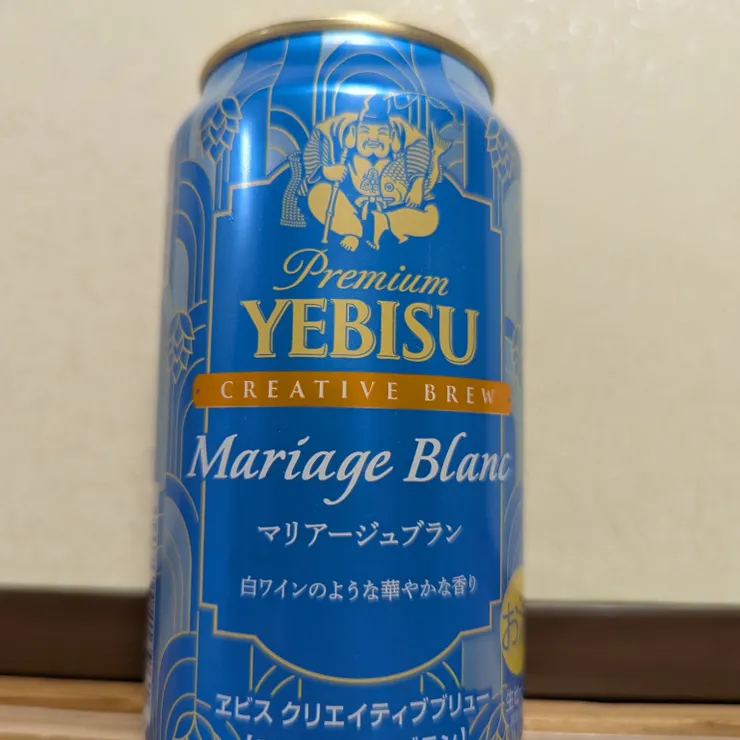 Premium
YEBISU
CREATIVE BREW
Mariage Blanc
マリアージュブラン
白ワインのような華やかな香り
ヱビス クリエイティブブリュー